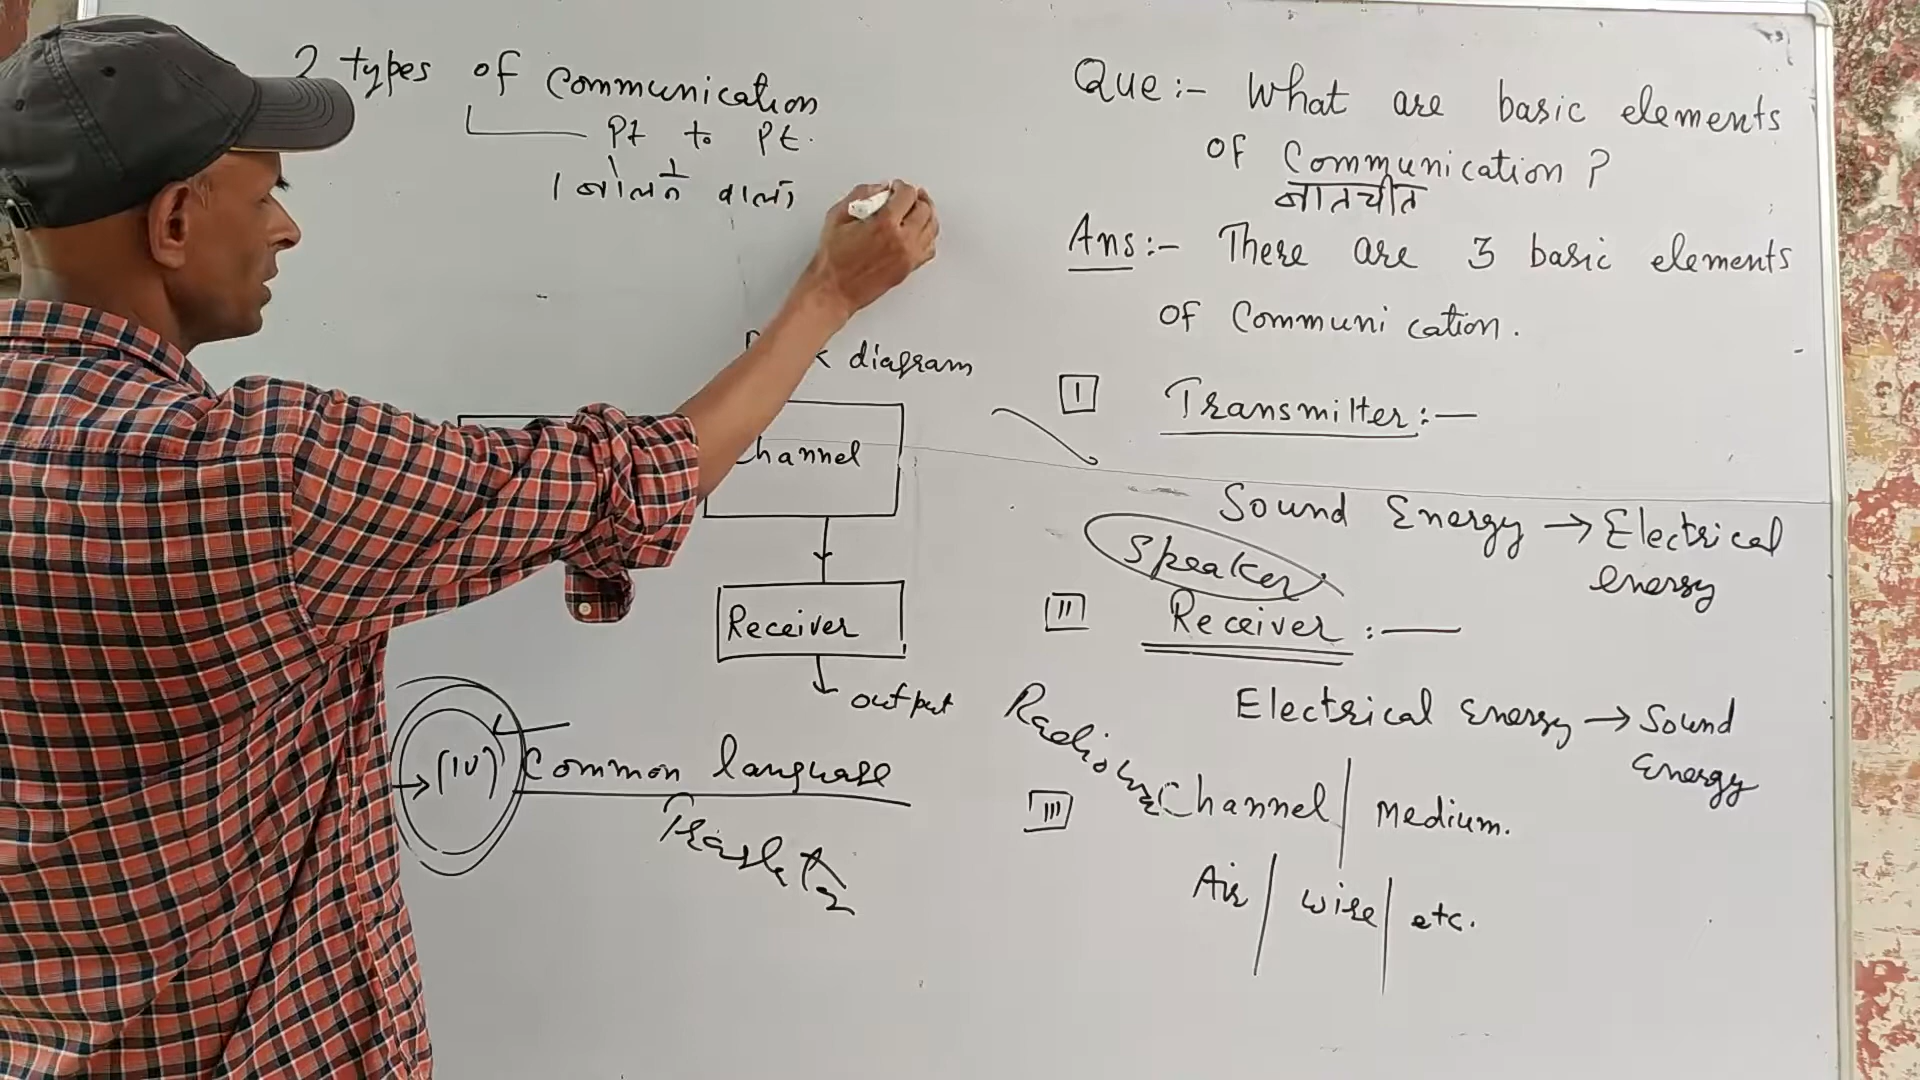 2 types of Communication
Pt to Pt.
1 बोलने वाला
diagram
Channel
Receiver
output
(IV) Common language
Que:- What are basic elements
of Communication?
बातचीत
Ans:- There are 3 basic elements
of Communication.
I Transmitter:—
Sound Energy → Electrical
energy
Speaker
II Receiver:—
Electrical energy → Sound
Energy
III Channel / Medium.
Air / wire / etc.